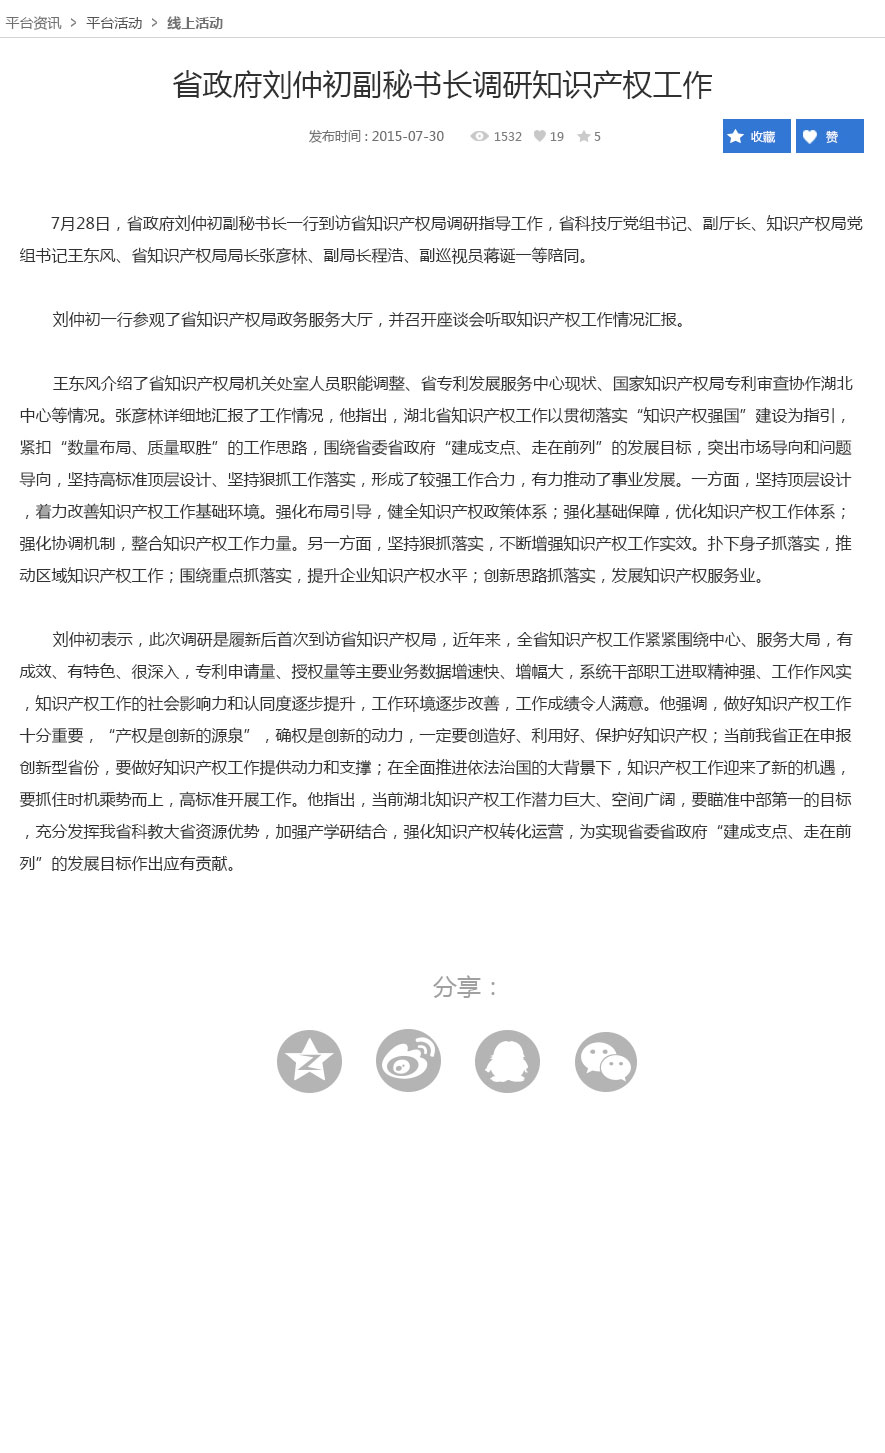 平台资讯 > 平台活动 > 线上活动
省政府刘仲初副秘书长调研知识产权工作
发布时间 : 2015-07-30 1532 19 5 收藏 赞
7月28日，省政府刘仲初副秘书长一行到访省知识产权局调研指导工作，省科技厅党组书记、副厅长、知识产权局党
组书记王东风、省知识产权局局长张彦林、副局长程浩、副巡视员蒋诞一等陪同。
刘仲初一行参观了省知识产权局政务服务大厅，并召开座谈会听取知识产权工作情况汇报。
王东风介绍了省知识产权局机关处室人员职能调整、省专利发展服务中心现状、国家知识产权局专利审查协作湖北
中心等情况。张彦林详细地汇报了工作情况，他指出，湖北省知识产权工作以贯彻落实“知识产权强国”建设为指引，
紧扣“数量布局、质量取胜”的工作思路，围绕省委省政府“建成支点、走在前列”的发展目标，突出市场导向和问题
导向，坚持高标准顶层设计、坚持狠抓工作落实，形成了较强工作合力，有力推动了事业发展。一方面，坚持顶层设计
，着力改善知识产权工作基础环境。强化布局引导，健全知识产权政策体系；强化基础保障，优化知识产权工作体系；
强化协调机制，整合知识产权工作力量。另一方面，坚持狠抓落实，不断增强知识产权工作实效。扑下身子抓落实，推
动区域知识产权工作；围绕重点抓落实，提升企业知识产权水平；创新思路抓落实，发展知识产权服务业。
刘仲初表示，此次调研是履新后首次到访省知识产权局，近年来，全省知识产权工作紧紧围绕中心、服务大局，有
成效、有特色、很深入，专利申请量、授权量等主要业务数据增速快、增幅大，系统干部职工进取精神强、工作作风实
，知识产权工作的社会影响力和认同度逐步提升，工作环境逐步改善，工作成绩令人满意。他强调，做好知识产权工作
十分重要，“产权是创新的源泉”，确权是创新的动力，一定要创造好、利用好、保护好知识产权；当前我省正在申报
创新型省份，要做好知识产权工作提供动力和支撑；在全面推进依法治国的大背景下，知识产权工作迎来了新的机遇，
要抓住时机乘势而上，高标准开展工作。他指出，当前湖北知识产权工作潜力巨大、空间广阔，要瞄准中部第一的目标
，充分发挥我省科教大省资源优势，加强产学研结合，强化知识产权转化运营，为实现省委省政府“建成支点、走在前
列”的发展目标作出应有贡献。
分享：